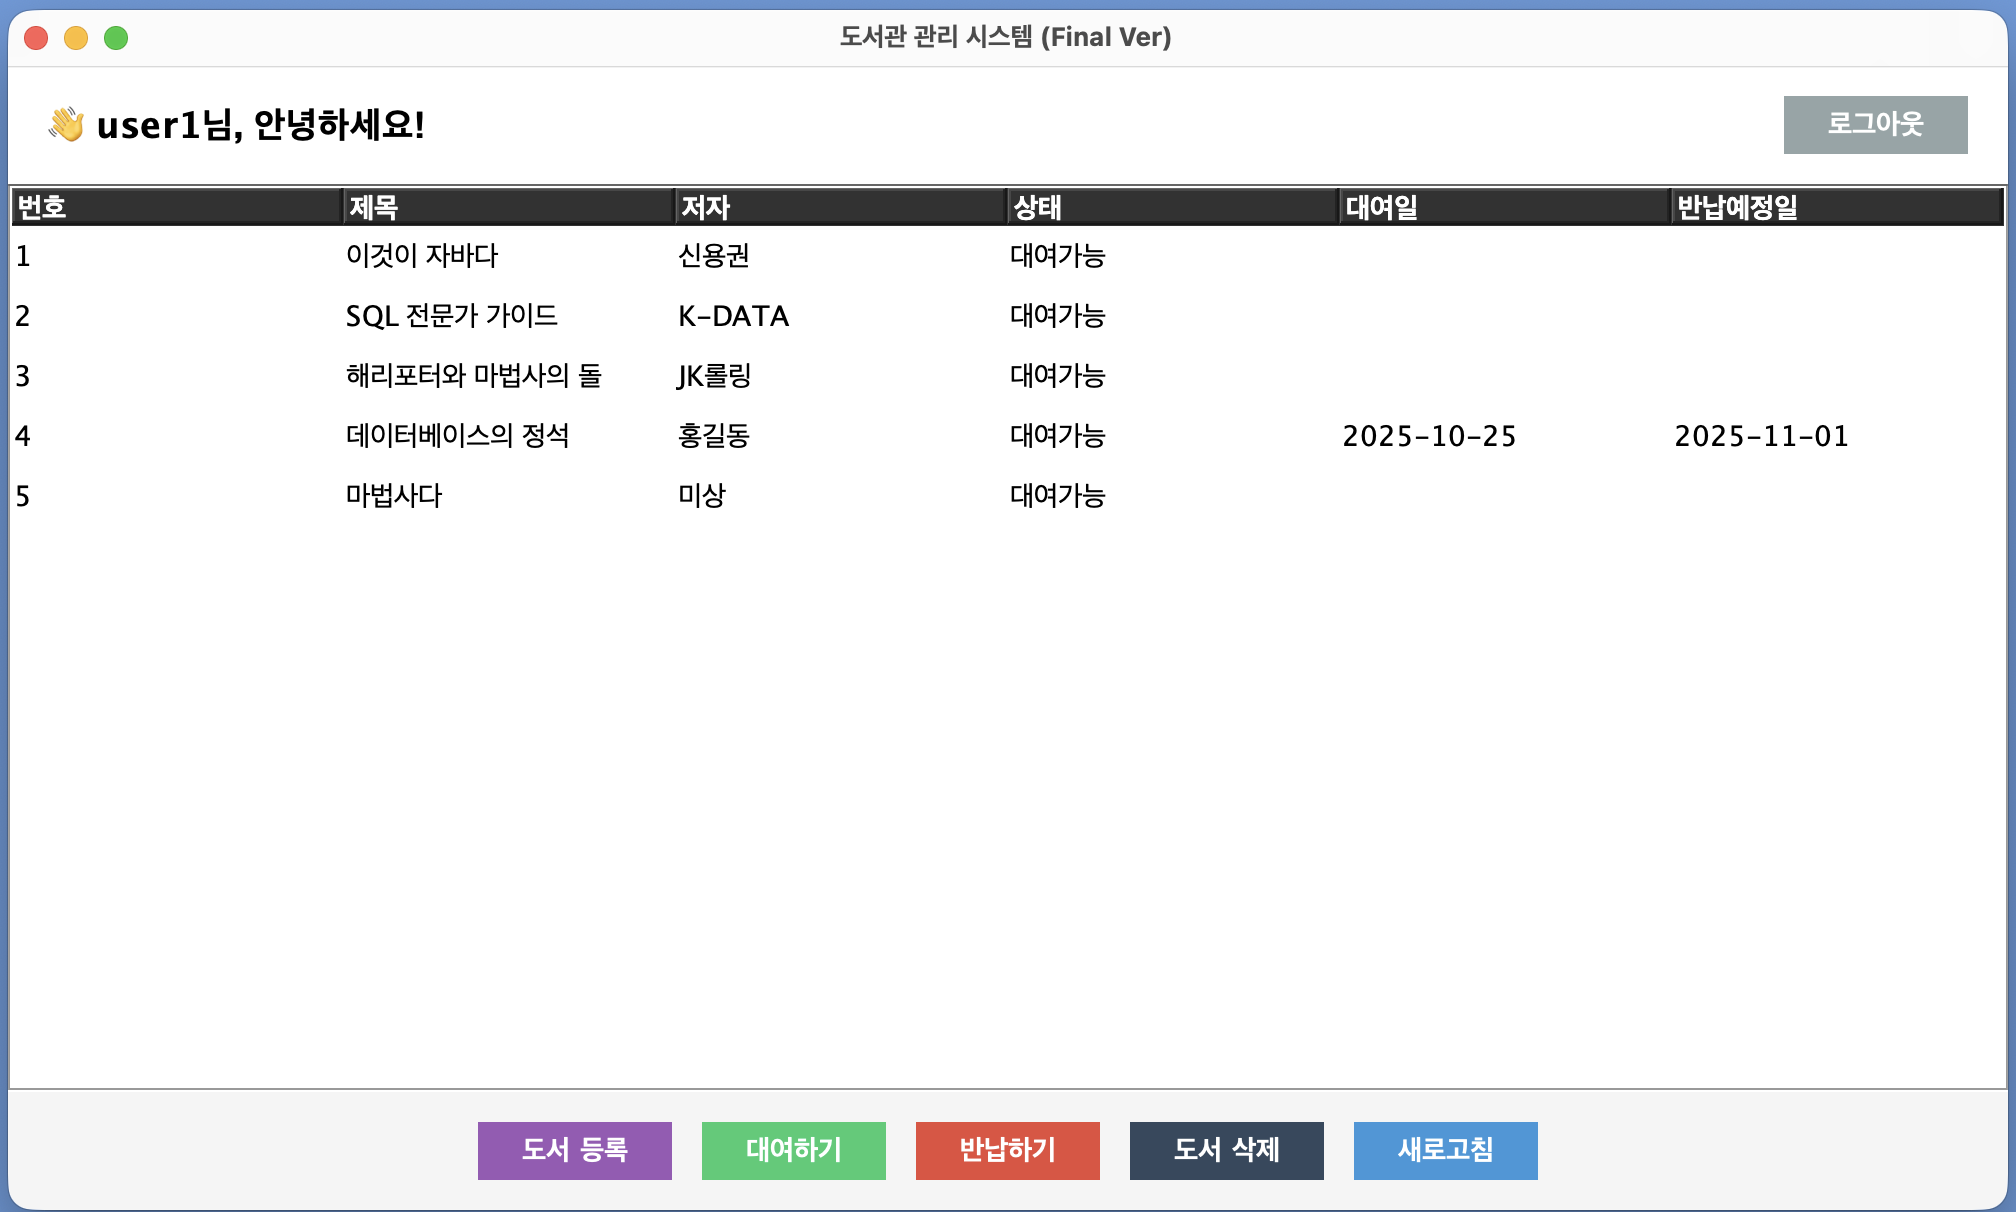 도서관 관리 시스템 (Final Ver)
👋 user1님, 안녕하세요!
로그아웃
번호 제목 저자 상태 대여일 반납예정일
1 이것이 자바다 신용권 대여가능
2 SQL 전문가 가이드 K-DATA 대여가능
3 해리포터와 마법사의 돌 JK롤링 대여가능
4 데이터베이스의 정석 홍길동 대여가능 2025-10-25 2025-11-01
5 마법사다 미상 대여가능
도서 등록 대여하기 반납하기 도서 삭제 새로고침